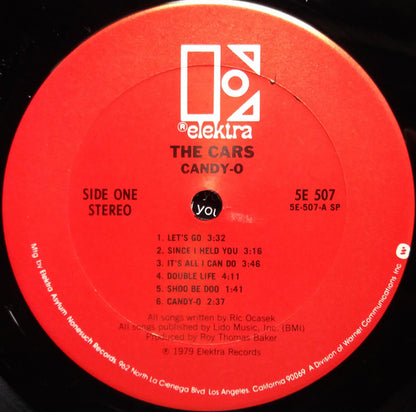 ® elektra
THE CARS
CANDY-O
SIDE ONE
STEREO
5E 507
5E-507-A SP
you
1. LET'S GO 3:32
2. SINCE I HELD YOU 3:16
3. IT'S ALL I CAN DO 3:46
4. DOUBLE LIFE 4:11
5. SHOO BE DOO 1:41
6. CANDY-O 2:37
All songs written by Ric Ocasek
All songs published by Lido Music, Inc. (BMI)
Produced by Roy Thomas Baker
℗ 1979 Elektra Records
Mfg. by Elektra/Asylum/Nonesuch Records 962 North La Cienega Blvd. Los Angeles, California 90069 A Division of Warner Communications Inc.